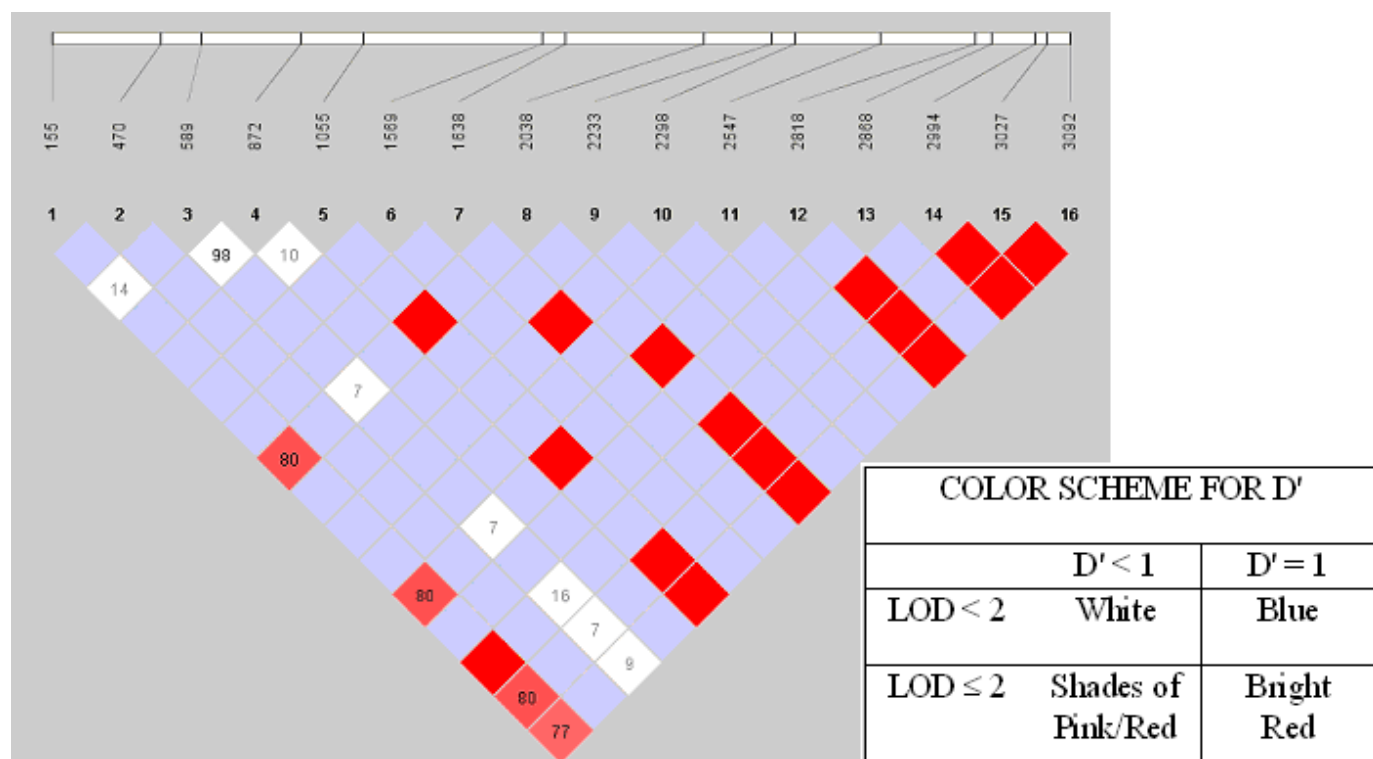 155 470 589 872 1055 1569 1638 2038 2233 2298 2547 2818 2868 2994 3027 3092
1 2 3 4 5 6 7 8 9 10 11 12 13 14 15 16
98 10
14
7
80
7
80 16
7
9
80
77
COLOR SCHEME FOR D'
D' < 1 D' = 1
LOD < 2 White Blue
LOD ≤ 2 Shades of Bright
Pink/Red Red